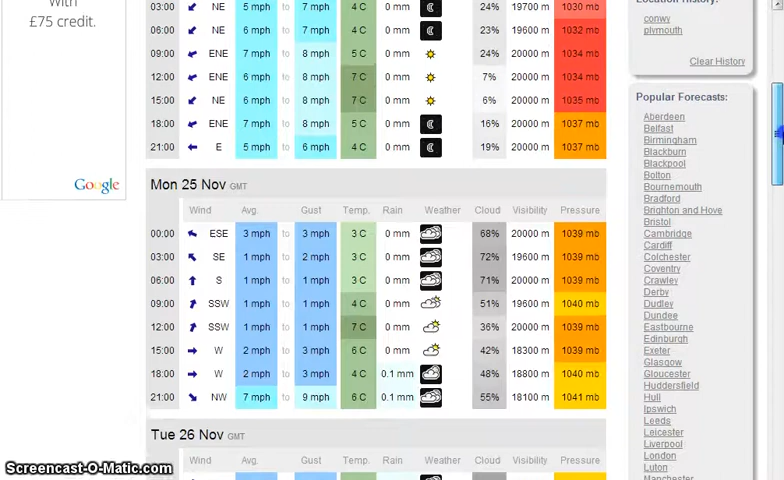 With
£75 credit.
Google
03:00 NE 5 mph to 7 mph 4 C 0 mm 24% 19700 m 1030 mb
06:00 NE 6 mph to 7 mph 4 C 0 mm 23% 19600 m 1032 mb
09:00 ENE 7 mph to 8 mph 5 C 0 mm 24% 20000 m 1034 mb
12:00 ENE 6 mph to 8 mph 7 C 0 mm 7% 20000 m 1034 mb
15:00 NE 6 mph to 8 mph 7 C 0 mm 6% 20000 m 1035 mb
18:00 ENE 7 mph to 8 mph 5 C 0 mm 16% 20000 m 1037 mb
21:00 E 5 mph to 6 mph 4 C 0 mm 19% 20000 m 1037 mb
Mon 25 Nov GMT
Wind Avg. Gust Temp. Rain Weather Cloud Visibility Pressure
00:00 ESE 3 mph to 3 mph 3 C 0 mm 68% 20000 m 1039 mb
03:00 SE 1 mph to 2 mph 3 C 0 mm 72% 19600 m 1039 mb
06:00 S 1 mph to 1 mph 3 C 0 mm 71% 20000 m 1039 mb
09:00 SSW 1 mph to 1 mph 4 C 0 mm 51% 19600 m 1040 mb
12:00 SSW 1 mph to 1 mph 7 C 0 mm 36% 20000 m 1039 mb
15:00 W 2 mph to 2 mph 6 C 0 mm 42% 18300 m 1039 mb
18:00 W 2 mph to 3 mph 4 C 0.1 mm 48% 18800 m 1040 mb
21:00 NW 7 mph to 9 mph 6 C 0.1 mm 55% 18100 m 1041 mb
Tue 26 Nov GMT
Wind Avg. Gust Temp. Rain Weather Cloud Visibility Pressure
Location History:
conwy
plymouth
Clear History
Popular Forecasts:
Aberdeen
Belfast
Birmingham
Blackburn
Blackpool
Bolton
Bournemouth
Bradford
Brighton and Hove
Bristol
Cambridge
Cardiff
Colchester
Coventry
Crawley
Derby
Dudley
Dundee
Eastbourne
Edinburgh
Exeter
Glasgow
Gloucester
Huddersfield
Hull
Ipswich
Leeds
Leicester
Liverpool
London
Luton
Manchester
Screencast-O-Matic.com